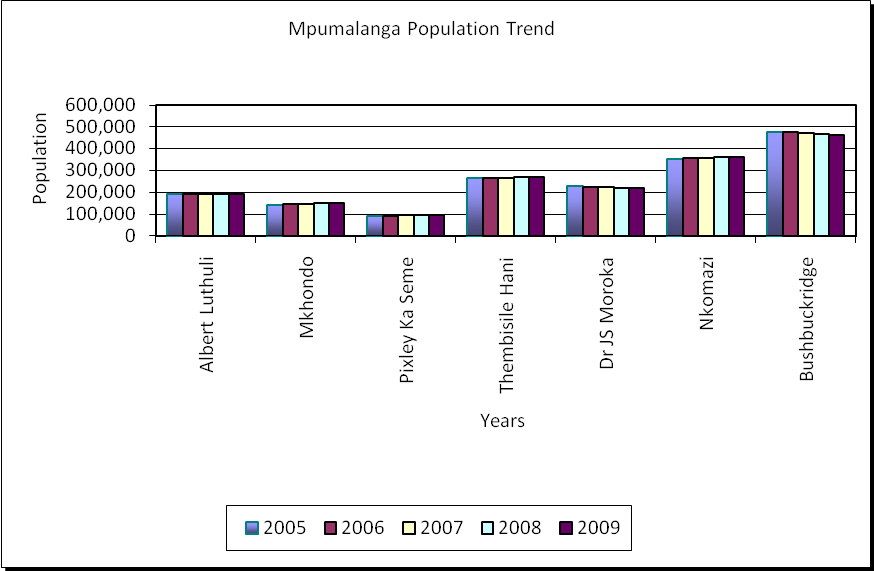 Mpumalanga Population Trend
Population
600,000
500,000
400,000
300,000
200,000
100,000
0
Albert Luthuli
Mkhondo
Pixley Ka Seme
Thembisile Hani
Dr JS Moroka
Nkomazi
Bushbuckridge
Years
2005 2006 2007 2008 2009